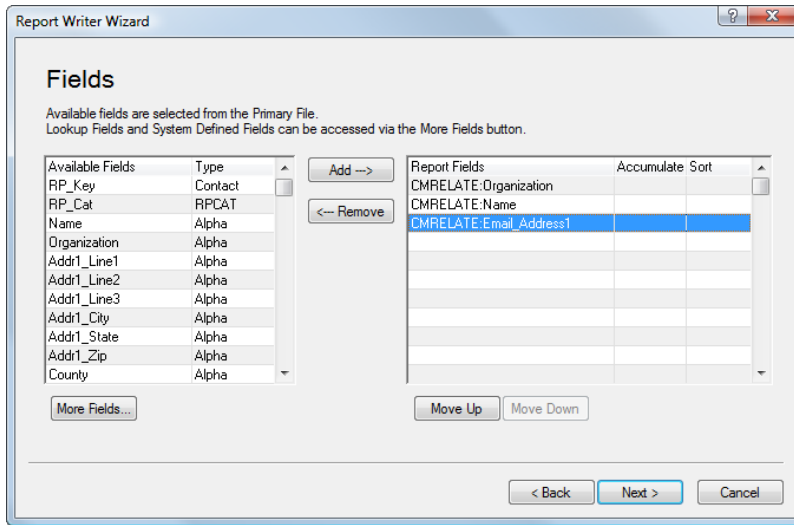 Report Writer Wizard
Fields
Available fields are selected from the Primary File.
Lookup Fields and System Defined Fields can be accessed via the More Fields button.
Available Fields Type
RP_Key Contact
RP_Cat RPCAT
Name Alpha
Organization Alpha
Addr1_Line1 Alpha
Addr1_Line2 Alpha
Addr1_Line3 Alpha
Addr1_City Alpha
Addr1_State Alpha
Addr1_Zip Alpha
County Alpha
Add --->
<--- Remove
Report Fields Accumulate Sort
CMRELATE:Organization
CMRELATE:Name
CMRELATE:Email_Address1
More Fields...
Move Up Move Down
< Back Next > Cancel